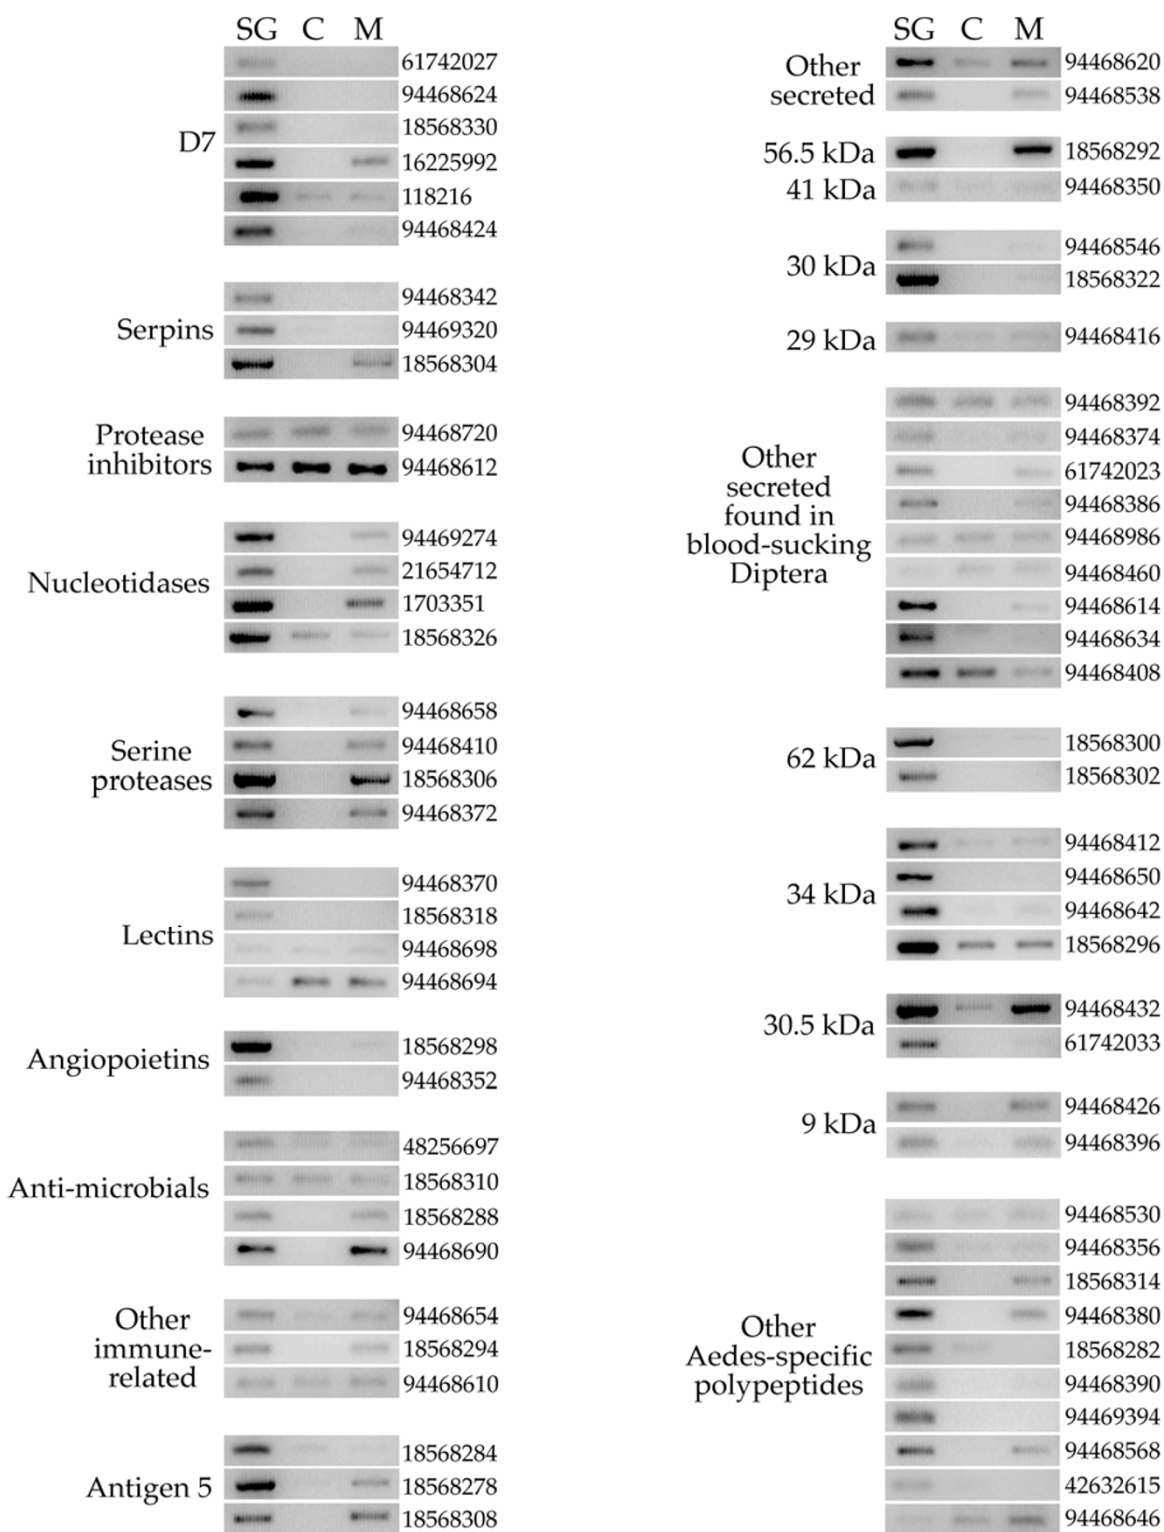 SG C M
61742027
94468624
18568330
D7
16225992
118216
94468424
94468342
Serpins
94469320
18568304
Protease
inhibitors
94468720
94468612
94469274
21654712
Nucleotidases
1703351
18568326
94468658
94468410
Serine
proteases
18568306
94468372
94468370
18568318
Lectins
94468698
94468694
18568298
Angiopoietins
94468352
48256697
18568310
Anti-microbials
18568288
94468690
Other
immune-
related
94468654
18568294
94468610
18568284
Antigen 5
18568278
18568308
SG C M
Other
secreted
94468620
94468538
56.5 kDa
18568292
41 kDa
94468350
30 kDa
94468546
18568322
29 kDa
94468416
94468392
94468374
Other
secreted
found in
blood-sucking
Diptera
61742023
94468386
94468986
94468460
94468614
94468634
94468408
62 kDa
18568300
18568302
94468412
94468650
34 kDa
94468642
18568296
94468432
30.5 kDa
61742033
94468426
9 kDa
94468396
94468530
94468356
18568314
94468380
Other
Aedes-specific
polypeptides
18568282
94468390
94469394
94468568
42632615
94468646